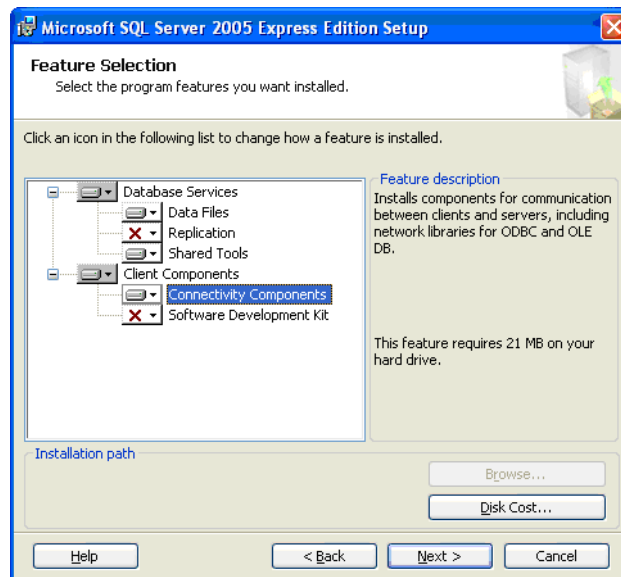 Microsoft SQL Server 2005 Express Edition Setup
Feature Selection
Select the program features you want installed.
Click an icon in the following list to change how a feature is installed.
Database Services
Data Files
Replication
Shared Tools
Client Components
Connectivity Components
Software Development Kit
Feature description
Installs components for communication
between clients and servers, including
network libraries for ODBC and OLE
DB.
This feature requires 21 MB on your
hard drive.
Installation path
Browse...
Disk Cost...
Help
< Back
Next >
Cancel